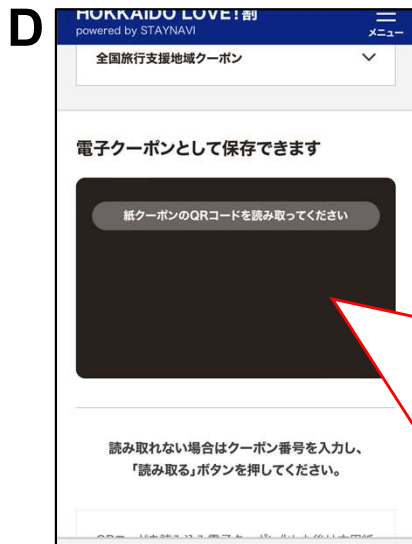 D
HOKKAIDO LOVE!割
powered by STAYNAVI
メニュー
全国旅行支援地域クーポン
電子クーポンとして保存できます
紙クーポンのQRコードを読み取ってください
読み取れない場合はクーポン番号を入力し、
「読み取る」ボタンを押してください。